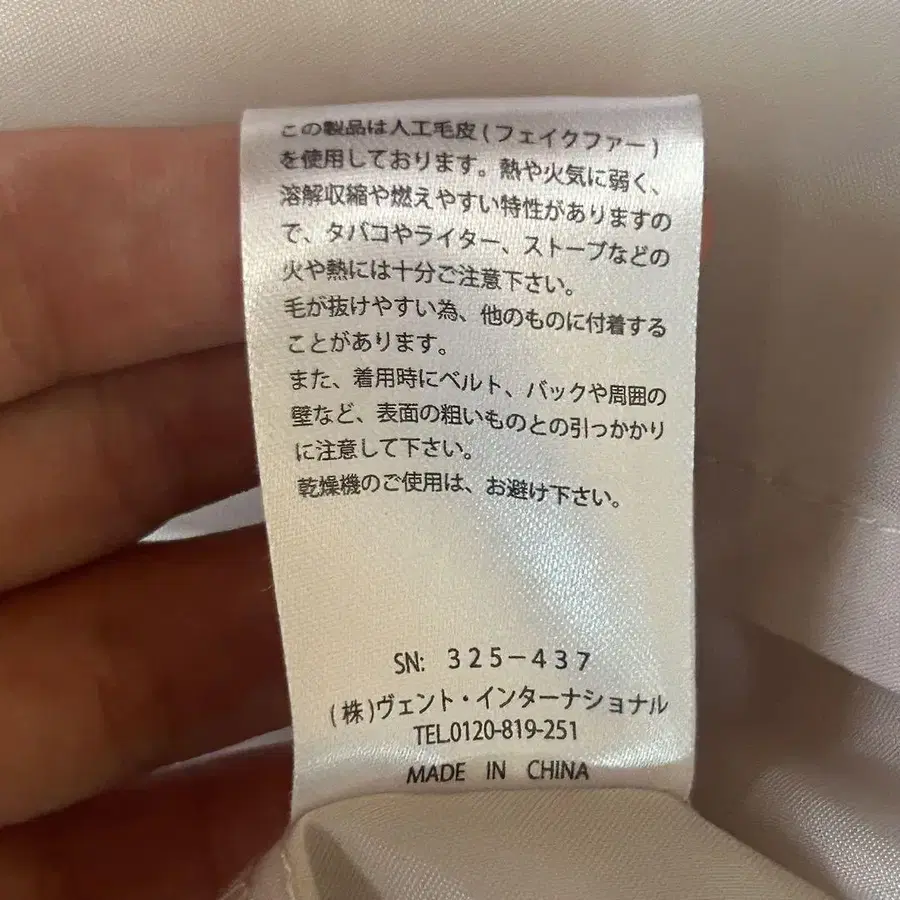 この製品は人工毛皮(フェイクファー)
を使用しております。熱や火気に弱く、
溶解収縮や燃えやすい特性がありますの
で、タバコやライター、ストーブなどの
火や熱には十分ご注意下さい。
毛が抜けやすい為、他のものに付着する
ことがあります。
また、着用時にベルト、バックや周囲の
壁など、表面の粗いものとの引っかかり
に注意して下さい。
乾燥機のご使用は、お避け下さい。
SN: 325-437
(株)ヴェント・インターナショナル
TEL.0120-819-251
MADE IN CHINA